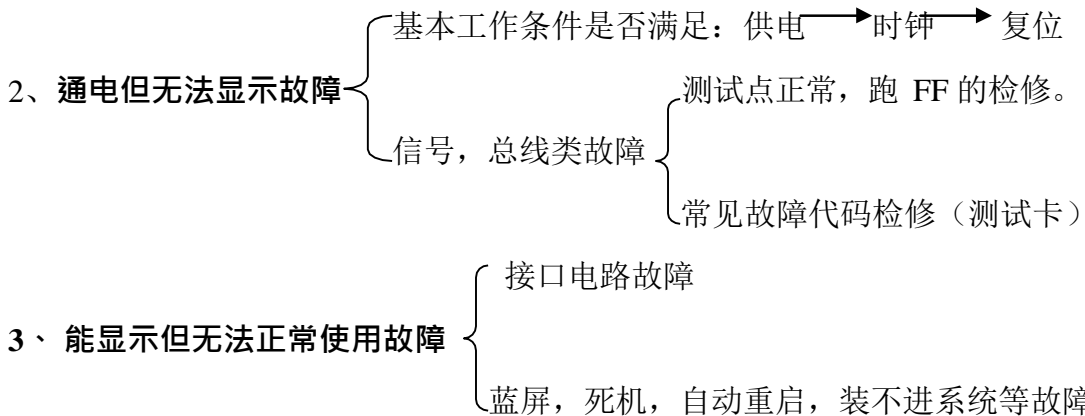 基本工作条件是否满足：供电 时钟 复位
2、通电但无法显示故障
测试点正常，跑 FF 的检修。
信号，总线类故障
常见故障代码检修（测试卡）
接口电路故障
3、 能显示但无法正常使用故障
蓝屏，死机，自动重启，装不进系统等故障